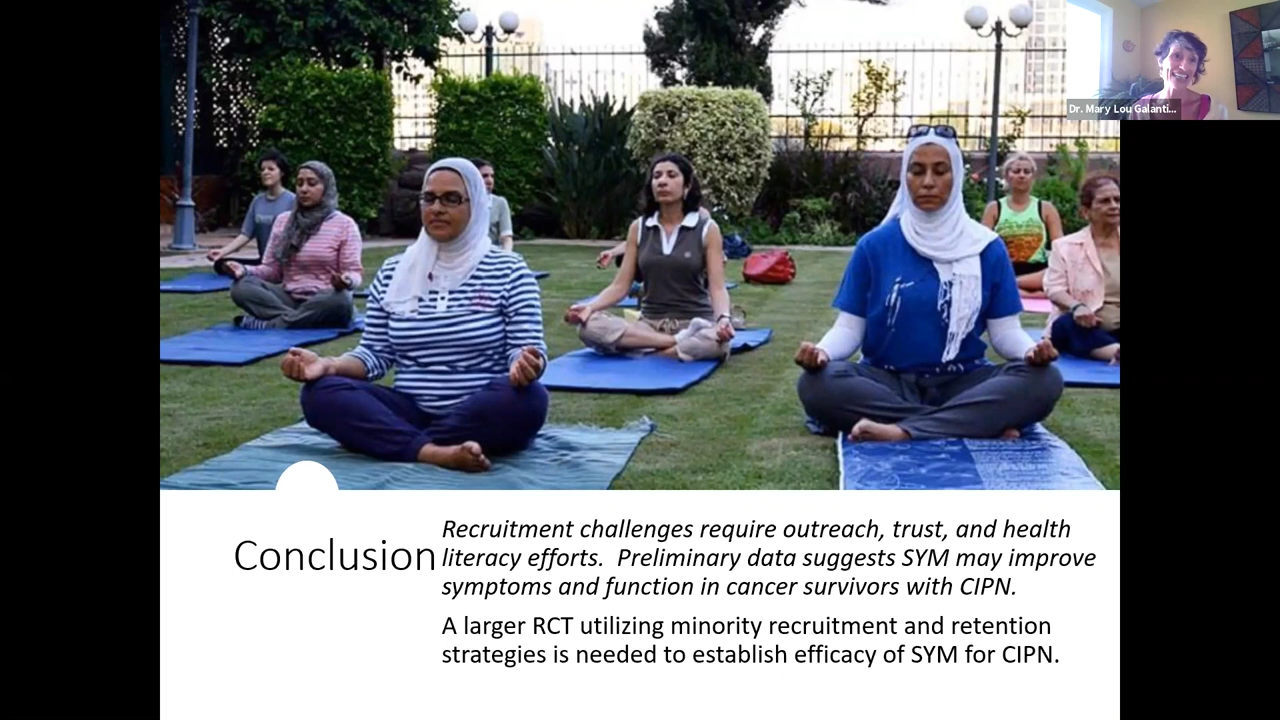 Dr. Mary Lou Galanti...
Conclusion
Recruitment challenges require outreach, trust, and health
literacy efforts.  Preliminary data suggests SYM may improve
symptoms and function in cancer survivors with CIPN.
A larger RCT utilizing minority recruitment and retention
strategies is needed to establish efficacy of SYM for CIPN.